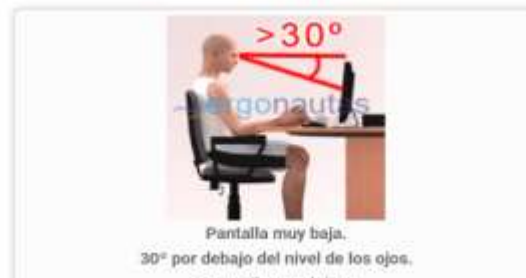 >30º
ergonautas
Pantalla muy baja.
30º por debajo del nivel de los ojos.